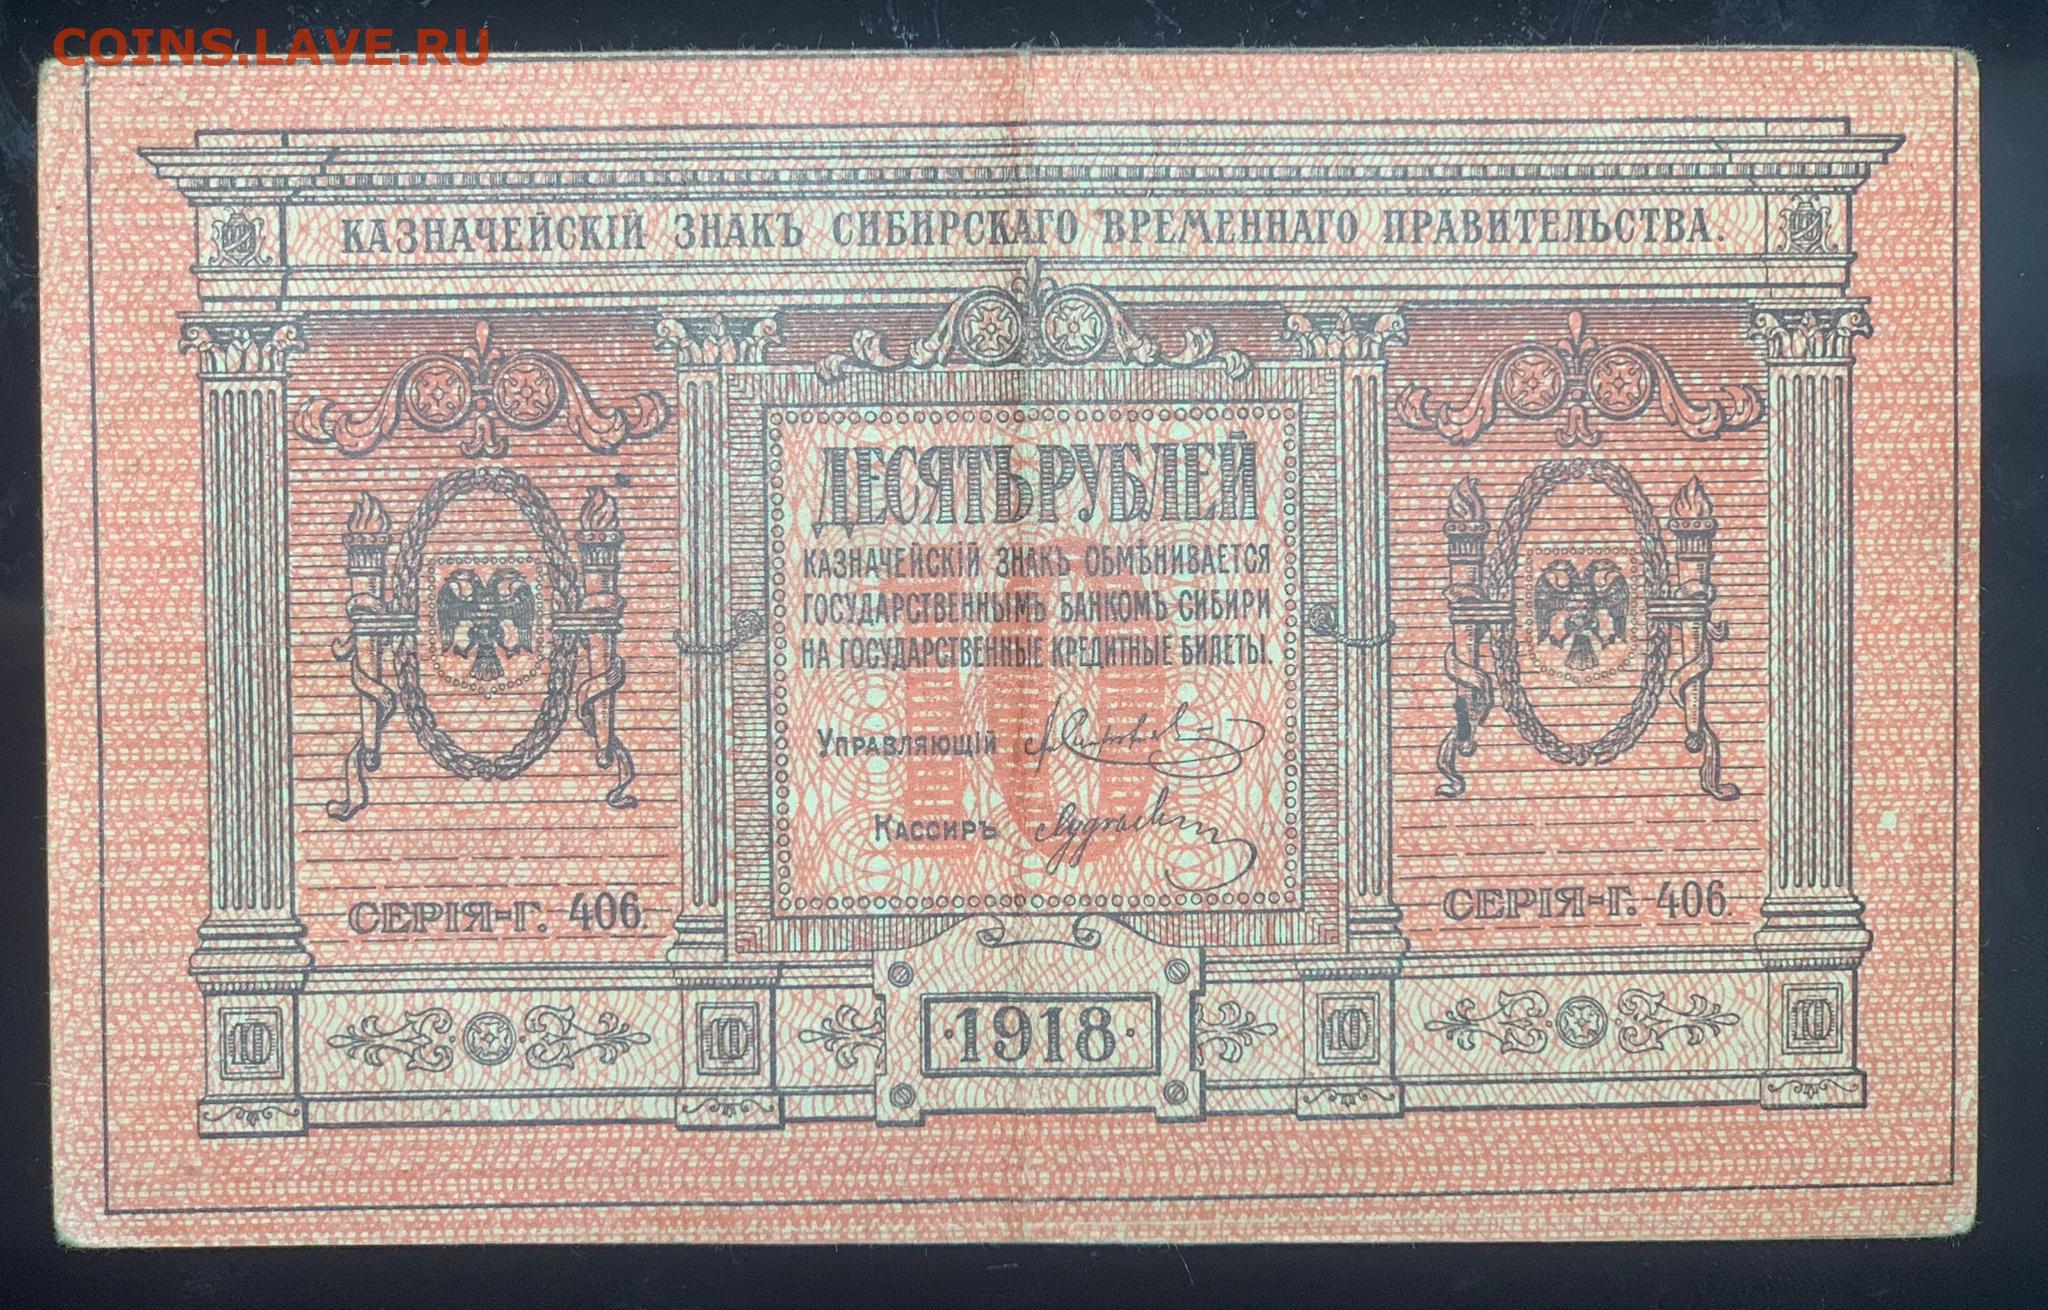 COINS.LAVE.RU
КАЗНАЧЕЙСКІЙ ЗНАКЪ СИБИРСКАГО ВРЕМЕННАГО ПРАВИТЕЛЬСТВА.
ДЕСЯТЬ РУБЛЕЙ
КАЗНАЧЕЙСКІЙ ЗНАКЪ ОБМѢНИВАЕТСЯ
ГОСУДАРСТВЕННЫМЪ БАНКОМЪ СИБИРИ
НА ГОСУДАРСТВЕННЫЕ КРЕДИТНЫЕ БИЛЕТЫ.
10
УПРАВЛЯЮЩІЙ
КАССИРЪ
СЕРІЯ-Г. 406.
СЕРІЯ-Г. 406.
10
10
·1918·
10
10